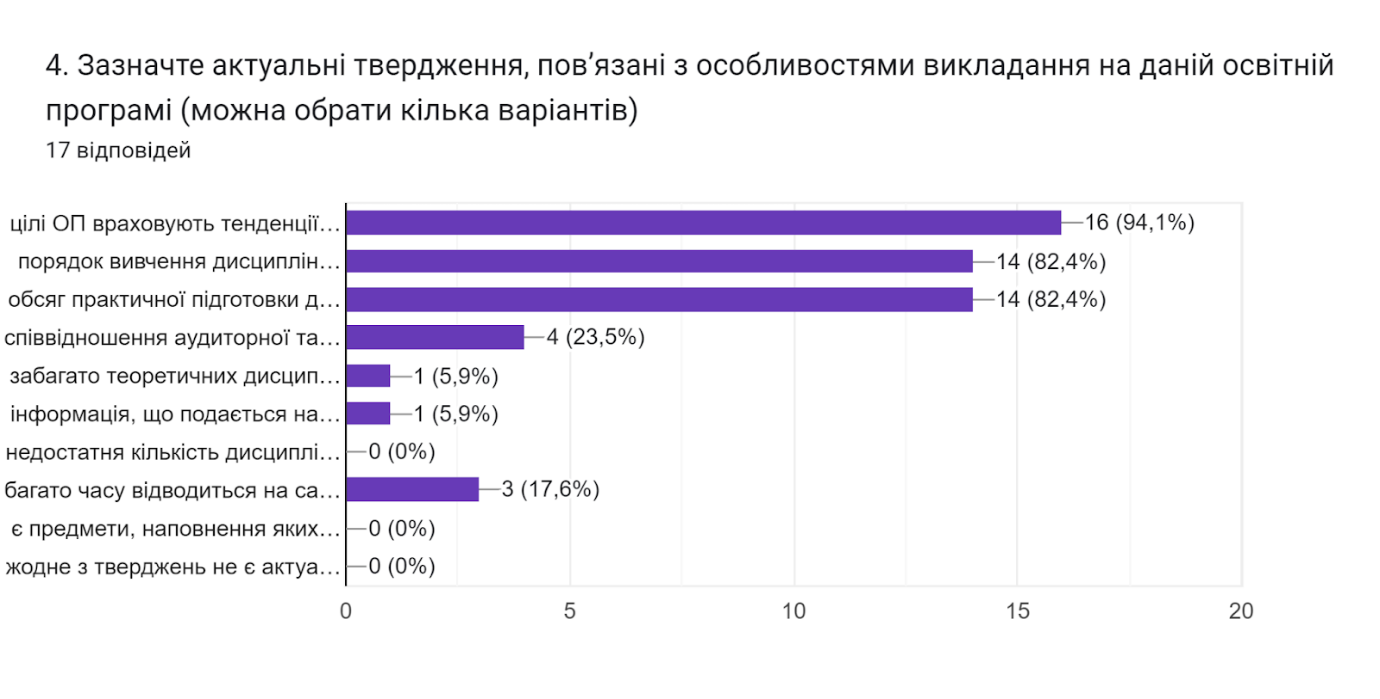 4. Зазначте актуальні твердження, пов’язані з особливостями викладання на даній освітній
програмі (можна обрати кілька варіантів)
17 відповідей
цілі ОП враховують тенденції…
16 (94,1%)
порядок вивчення дисциплін…
14 (82,4%)
обсяг практичної підготовки д…
14 (82,4%)
співвідношення аудиторної та…
4 (23,5%)
забагато теоретичних дисцип…
1 (5,9%)
інформація, що подається на…
1 (5,9%)
недостатня кількість дисциплі…
0 (0%)
багато часу відводиться на са…
3 (17,6%)
є предмети, наповнення яких…
0 (0%)
жодне з тверджень не є актуа…
0 (0%)
0 5 10 15 20